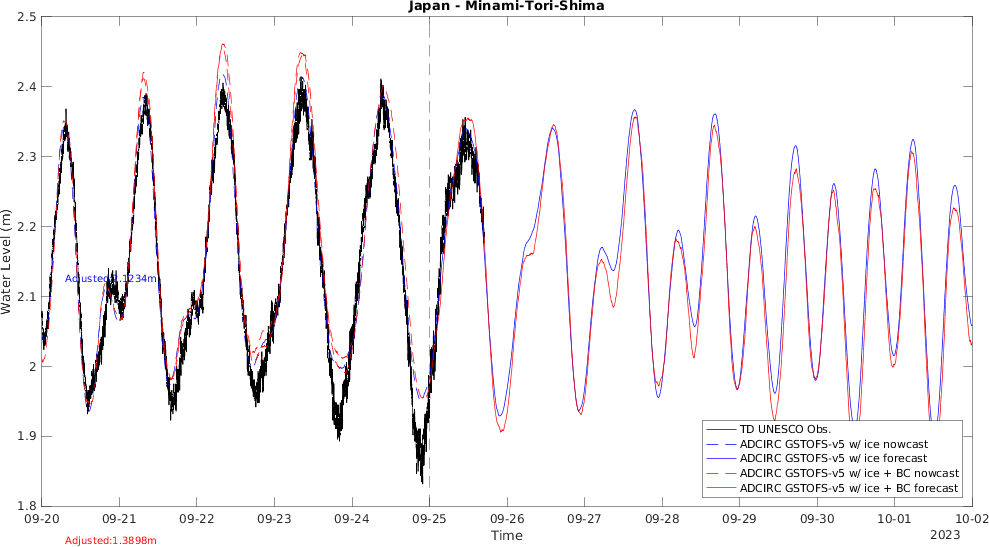 Japan - Minami-Tori-Shima
2.5
2.4
2.3
2.2
2.1
2
1.9
1.8
Water Level (m)
Adjusted:2.1234m
TD UNESCO Obs.
ADCIRC GSTOFS-v5 w/ ice nowcast
ADCIRC GSTOFS-v5 w/ ice forecast
ADCIRC GSTOFS-v5 w/ ice + BC nowcast
ADCIRC GSTOFS-v5 w/ ice + BC forecast
09-20 09-21 09-22 09-23 09-24 09-25 09-26 09-27 09-28 09-29 09-30 10-01 10-02
Time
2023
Adjusted:1.3898m